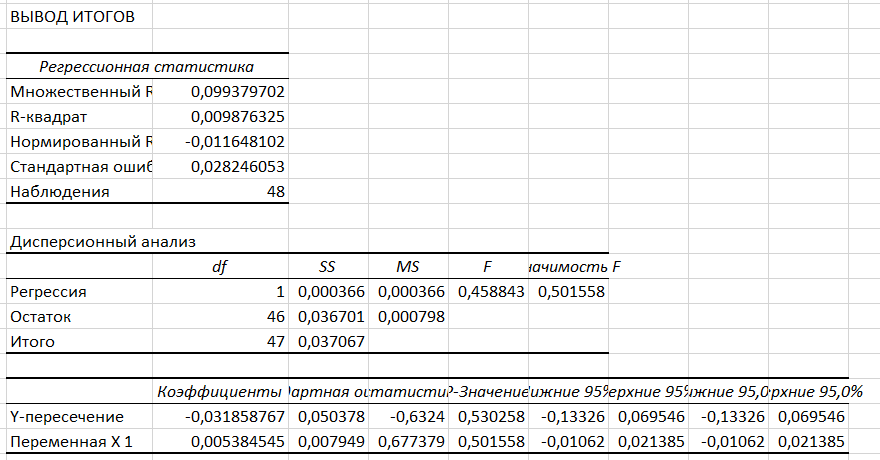 ВЫВОД ИТОГОВ
Регрессионная статистика
Множественный R 0,099379702
R-квадрат 0,009876325
Нормированный R -0,011648102
Стандартная ошиб 0,028246053
Наблюдения 48
Дисперсионный анализ
df SS MS F начимость F
Регрессия 1 0,000366 0,000366 0,458843 0,501558
Остаток 46 0,036701 0,000798
Итого 47 0,037067
Коэффициенты дартная ош статисти P-Значение ижние 95% ерхние 95% жние 95,0 рхние 95,0%
Y-пересечение -0,031858767 0,050378 -0,6324 0,530258 -0,13326 0,069546 -0,13326 0,069546
Переменная X 1 0,005384545 0,007949 0,677379 0,501558 -0,01062 0,021385 -0,01062 0,021385